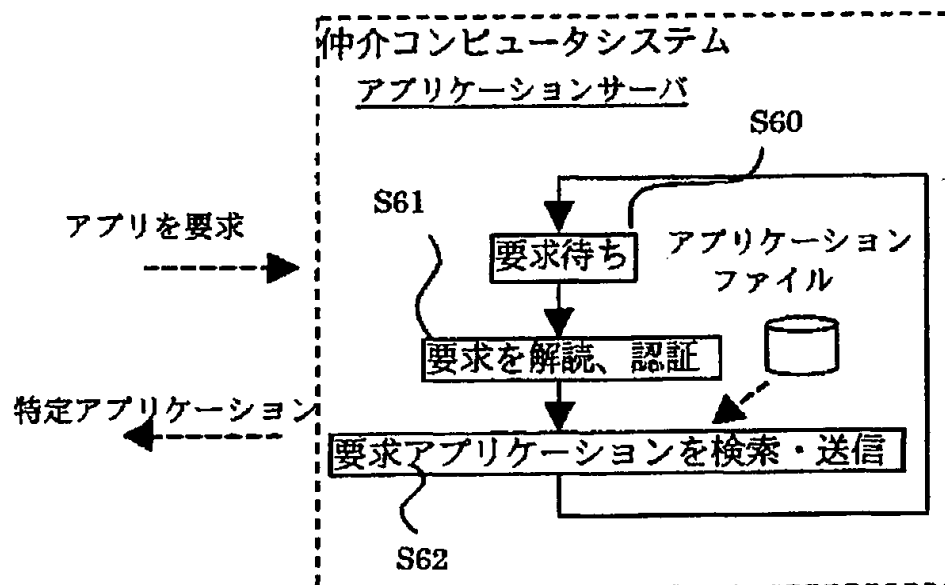 仲介コンピュータシステム
アプリケーションサーバ
S60
S61
アプリを要求
要求待ち
アプリケーション
ファイル
要求を解読、認証
特定アプリケーション
要求アプリケーションを検索・送信
S62